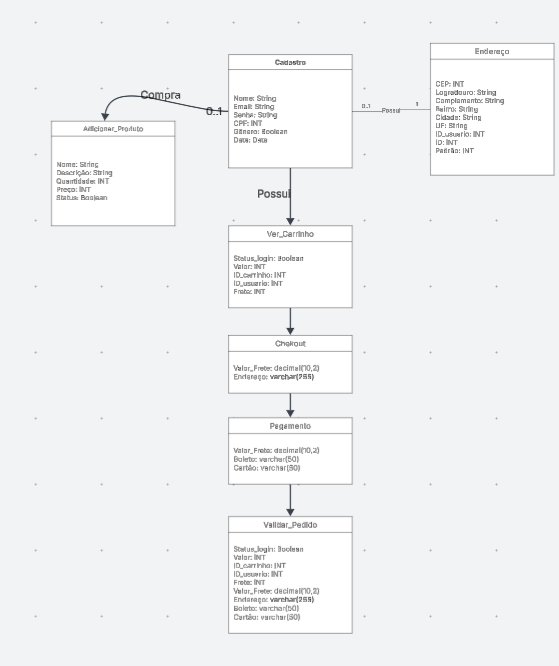 Cadastro
Nome: String
Email: String
Senha: String
CPF: INT
Gênero: Boolean
Data: Date
Endereço
CEP: INT
Logradouro: String
Complemento: String
Bairro: String
Cidade: String
UF: String
ID_usuario: INT
ID: INT
Padrão: INT
Compra
0..1
0..1
Possui
1
Adicionar_Produto
Nome: String
Descrição: String
Quantidade: INT
Preço: INT
Status: Boolean
Possui
Ver_Carrinho
Status_login: Boolean
Valor: INT
ID_carrinho: INT
ID_usuario: INT
Frete: INT
Chekout
Valor_Frete: decimal(10,2)
Endereço: varchar(255)
Pagamento
Valor_Frete: decimal(10,2)
Boleto: varchar(50)
Cartão: varchar(50)
Validar_Pedido
Status_login: Boolean
Valor: INT
ID_carrinho: INT
ID_usuario: INT
Frete: INT
Valor_Frete: decimal(10,2)
Endereço: varchar(255)
Boleto: varchar(50)
Cartão: varchar(50)